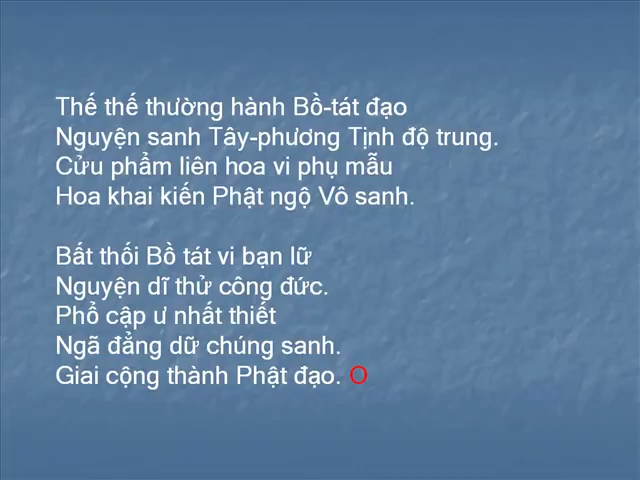 Thế thế thường hành Bồ-tát đạo
Nguyện sanh Tây-phương Tịnh độ trung.
Cửu phẩm liên hoa vi phụ mẫu
Hoa khai kiến Phật ngộ Vô sanh.
Bất thối Bồ tát vi bạn lữ
Nguyện dĩ thử công đức.
Phổ cập ư nhất thiết
Ngã đẳng dữ chúng sanh.
Giai cộng thành Phật đạo. O